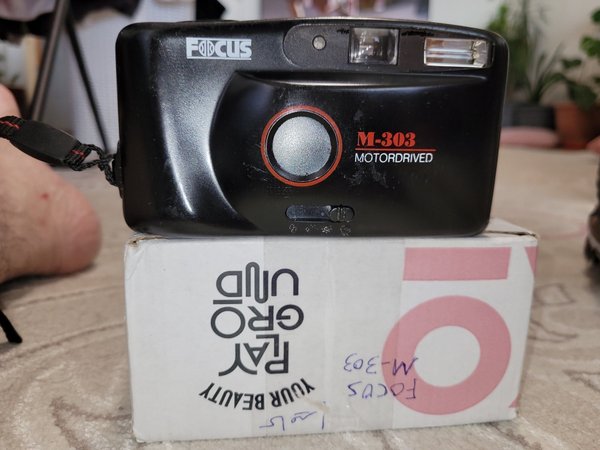 FOCUS
M-303
MOTORDRIVED
YOUR BEAUTY
PLAY
GRO
UND
FOCUS
M-303